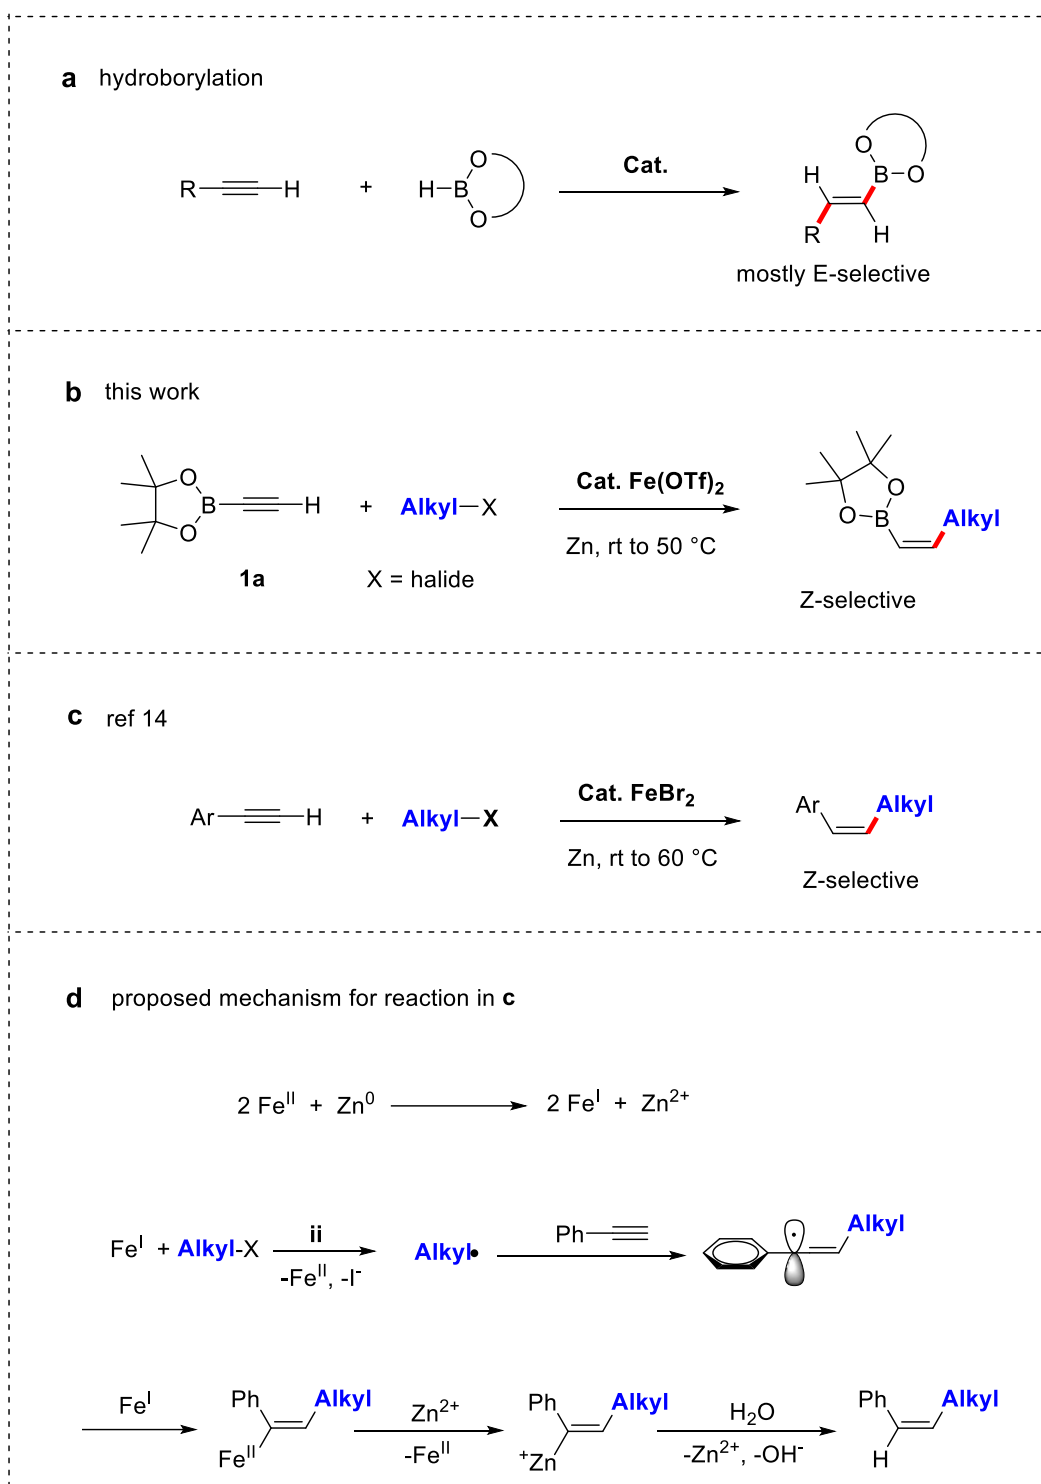 a hydroborylation
R H + H B O O Cat. H R H B O O
mostly E-selective
b this work
O B O H + Alkyl X Cat. Fe(OTf)2 O O B Alkyl
Zn, rt to 50 °C
1a X = halide Z-selective
c ref 14
Ar H + Alkyl X Cat. FeBr2 Ar Alkyl
Zn, rt to 60 °C
Z-selective
d proposed mechanism for reaction in c
2 FeII + Zn0 2 FeI + Zn2+
FeI + Alkyl-X ii -FeII, -I- Alkyl• Ph Alkyl
FeI Ph Alkyl FeII Zn2+ -FeII Ph Alkyl +Zn H2O -Zn2+, -OH- Ph Alkyl H